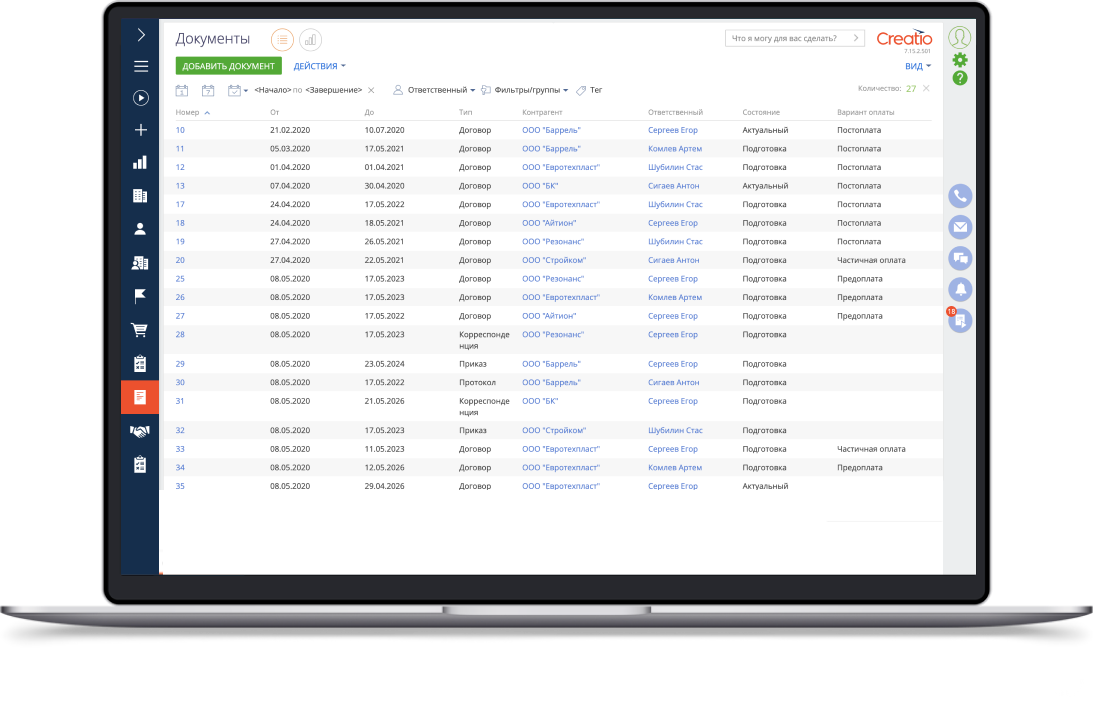 Документы
Что я могу для вас сделать?
Creatio
7.15.2.501
ДОБАВИТЬ ДОКУМЕНТ ДЕЙСТВИЯ ВИД
1 7 <Начало> по <Завершение> Ответственный Фильтры/группы Тег Количество: 27
Номер От До Тип Контрагент Ответственный Состояние Вариант оплаты
10 21.02.2020 10.07.2020 Договор ООО "Баррель" Сергеев Егор Актуальный Постоплата
11 05.03.2020 17.05.2021 Договор ООО "Баррель" Комлев Артем Подготовка Постоплата
12 01.04.2020 01.04.2021 Договор ООО "Евротехпласт" Шубилин Стас Подготовка Постоплата
13 07.04.2020 30.04.2020 Договор ООО "БК" Сигаев Антон Актуальный Постоплата
17 24.04.2020 17.05.2022 Договор ООО "Евротехпласт" Шубилин Стас Подготовка Постоплата
18 24.04.2020 18.05.2021 Договор ООО "Айтион" Сергеев Егор Подготовка Постоплата
19 27.04.2020 26.05.2021 Договор ООО "Резонанс" Шубилин Стас Подготовка Постоплата
20 27.04.2020 22.05.2021 Договор ООО "Стройком" Сигаев Антон Подготовка Частичная оплата
25 08.05.2020 17.05.2023 Договор ООО "Резонанс" Сергеев Егор Подготовка Предоплата
26 08.05.2020 17.05.2023 Договор ООО "Евротехпласт" Комлев Артем Подготовка Предоплата
27 08.05.2020 17.05.2022 Договор ООО "Айтион" Сергеев Егор Подготовка Предоплата
18
28 08.05.2020 17.05.2023 Корреспонде ООО "Резонанс" Сергеев Егор Подготовка
нция
29 08.05.2020 23.05.2024 Приказ ООО "Баррель" Сергеев Егор Подготовка
30 08.05.2020 17.05.2022 Протокол ООО "Баррель" Сигаев Антон Подготовка
31 08.05.2020 21.05.2026 Корреспонде ООО "БК" Сергеев Егор Подготовка
нция
32 08.05.2020 17.05.2023 Приказ ООО "Стройком" Шубилин Стас Подготовка
33 08.05.2020 11.05.2023 Договор ООО "Евротехпласт" Сергеев Егор Подготовка Частичная оплата
34 08.05.2020 12.05.2026 Договор ООО "Евротехпласт" Комлев Артем Подготовка Предоплата
35 08.05.2020 29.04.2026 Договор ООО "Евротехпласт" Сергеев Егор Актуальный